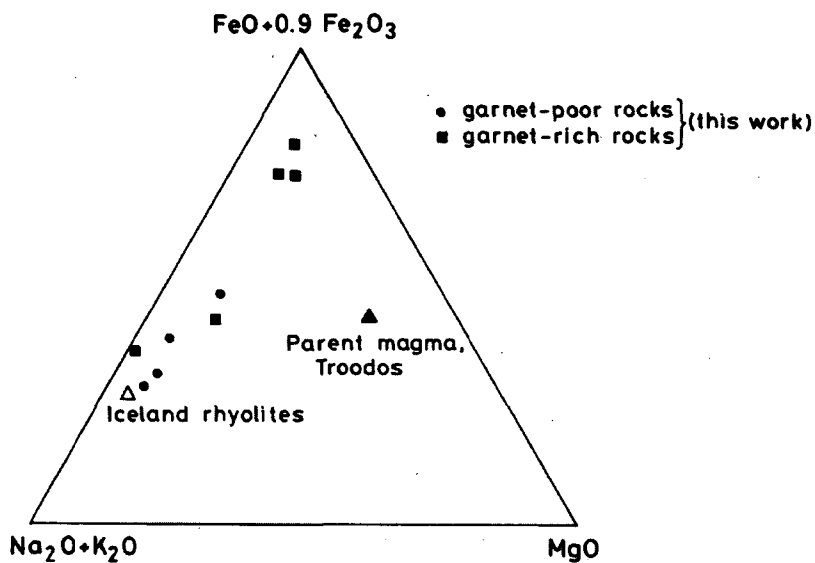 FeO+0.9 Fe₂O₃
• garnet-poor rocks
■ garnet-rich rocks
(this work)
Parent magma,
Troodos
Iceland rhyolites
Na₂O+K₂O
MgO